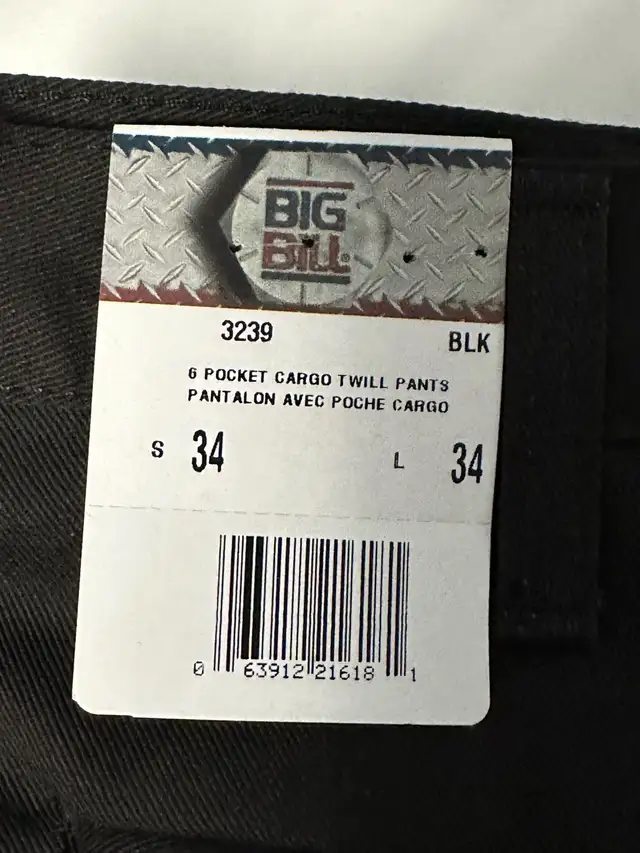 BIG
BILL®
3239 BLK
6 POCKET CARGO TWILL PANTS
PANTALON AVEC POCHE CARGO
S 34 L 34
0 63912 21618 1